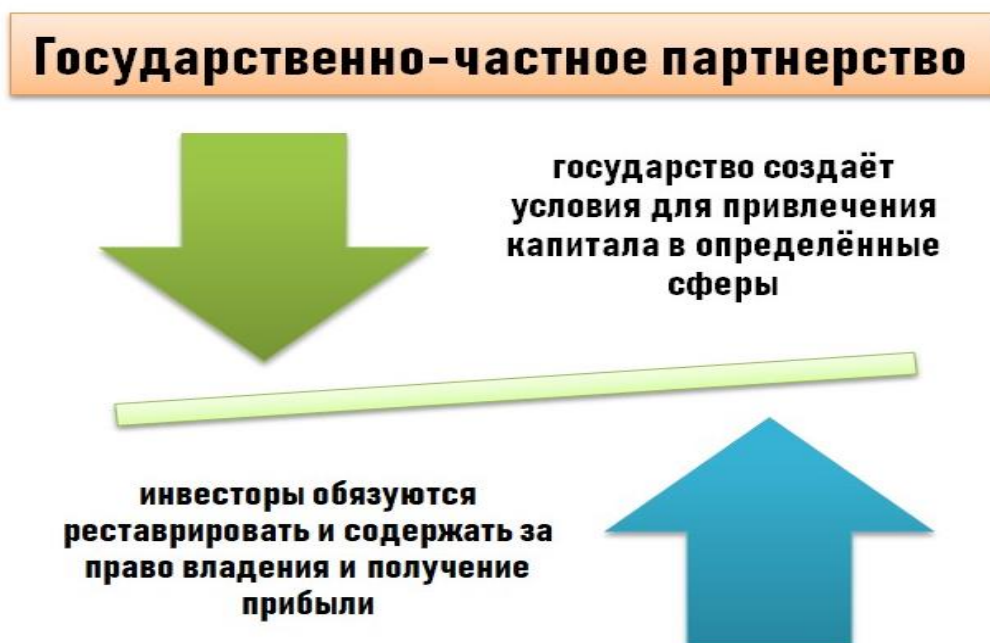 Государственно-частное партнерство
государство создаёт
условия для привлечения
капитала в определённые
сферы
инвесторы обязуются
реставрировать и содержать за
право владения и получение
прибыли